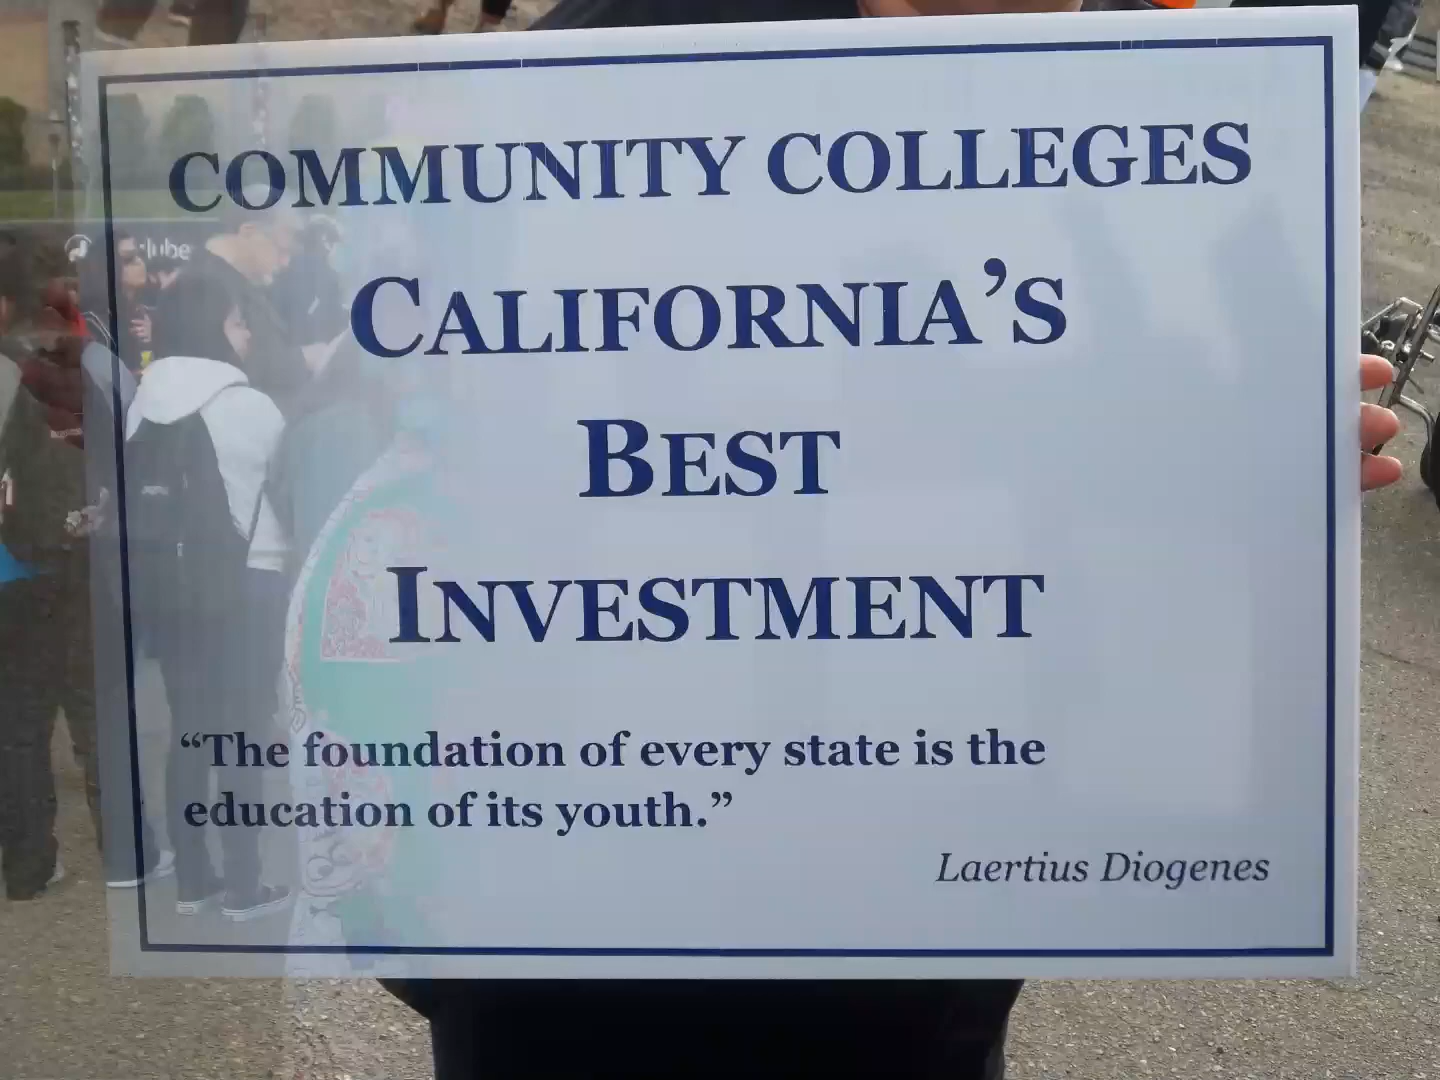 COMMUNITY COLLEGES
CALIFORNIA'S
BEST
INVESTMENT
“The foundation of every state is the
education of its youth.”
Laertius Diogenes